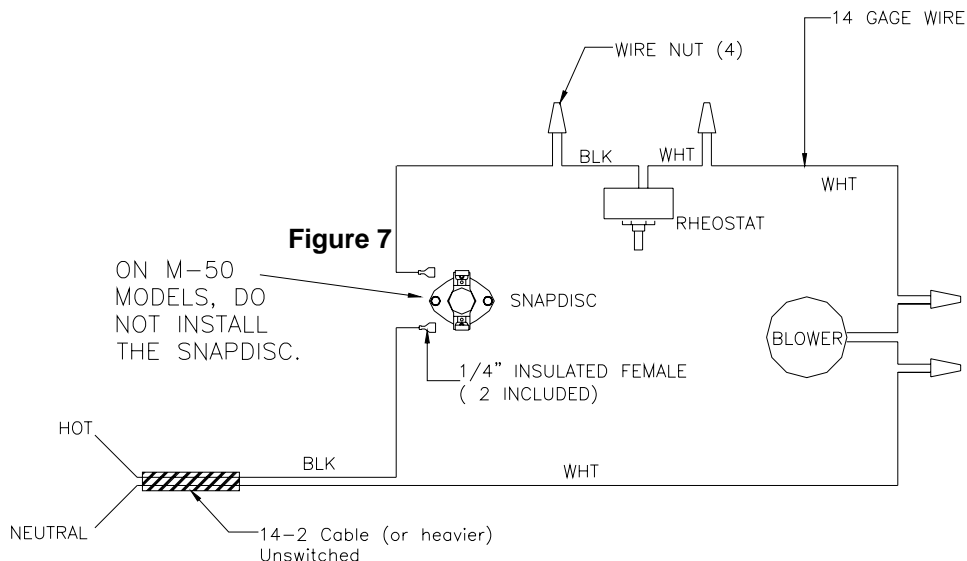 14 GAGE WIRE
WIRE NUT (4)
BLK
WHT
WHT
RHEOSTAT
Figure 7
ON M-50
MODELS, DO
NOT INSTALL
THE SNAPDISC.
SNAPDISC
BLOWER
1/4" INSULATED FEMALE
( 2 INCLUDED)
HOT
BLK
WHT
NEUTRAL
14-2 Cable (or heavier)
Unswitched